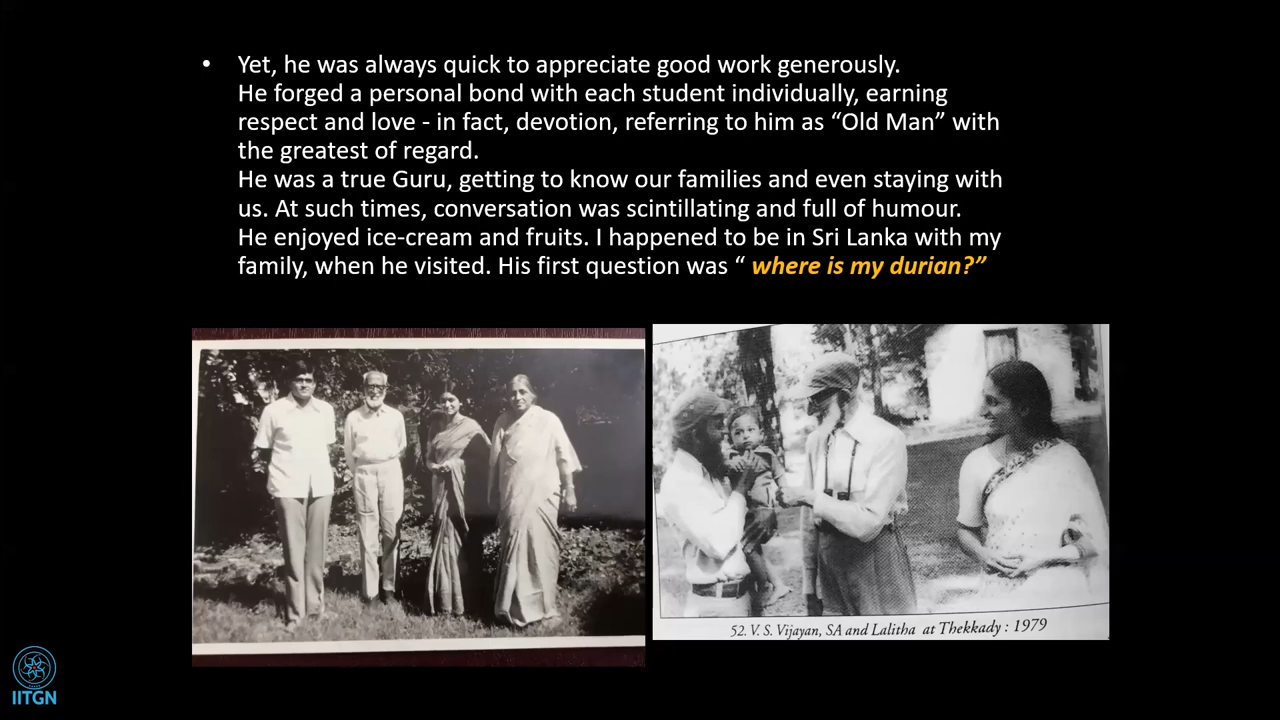 • Yet, he was always quick to appreciate good work generously.
He forged a personal bond with each student individually, earning
respect and love - in fact, devotion, referring to him as “Old Man” with
the greatest of regard.
He was a true Guru, getting to know our families and even staying with
us. At such times, conversation was scintillating and full of humour.
He enjoyed ice-cream and fruits. I happened to be in Sri Lanka with my
family, when he visited. His first question was “ where is my durian?”
52. V. S. Vijayan, SA and Lalitha at Thekkady : 1979
IITGN